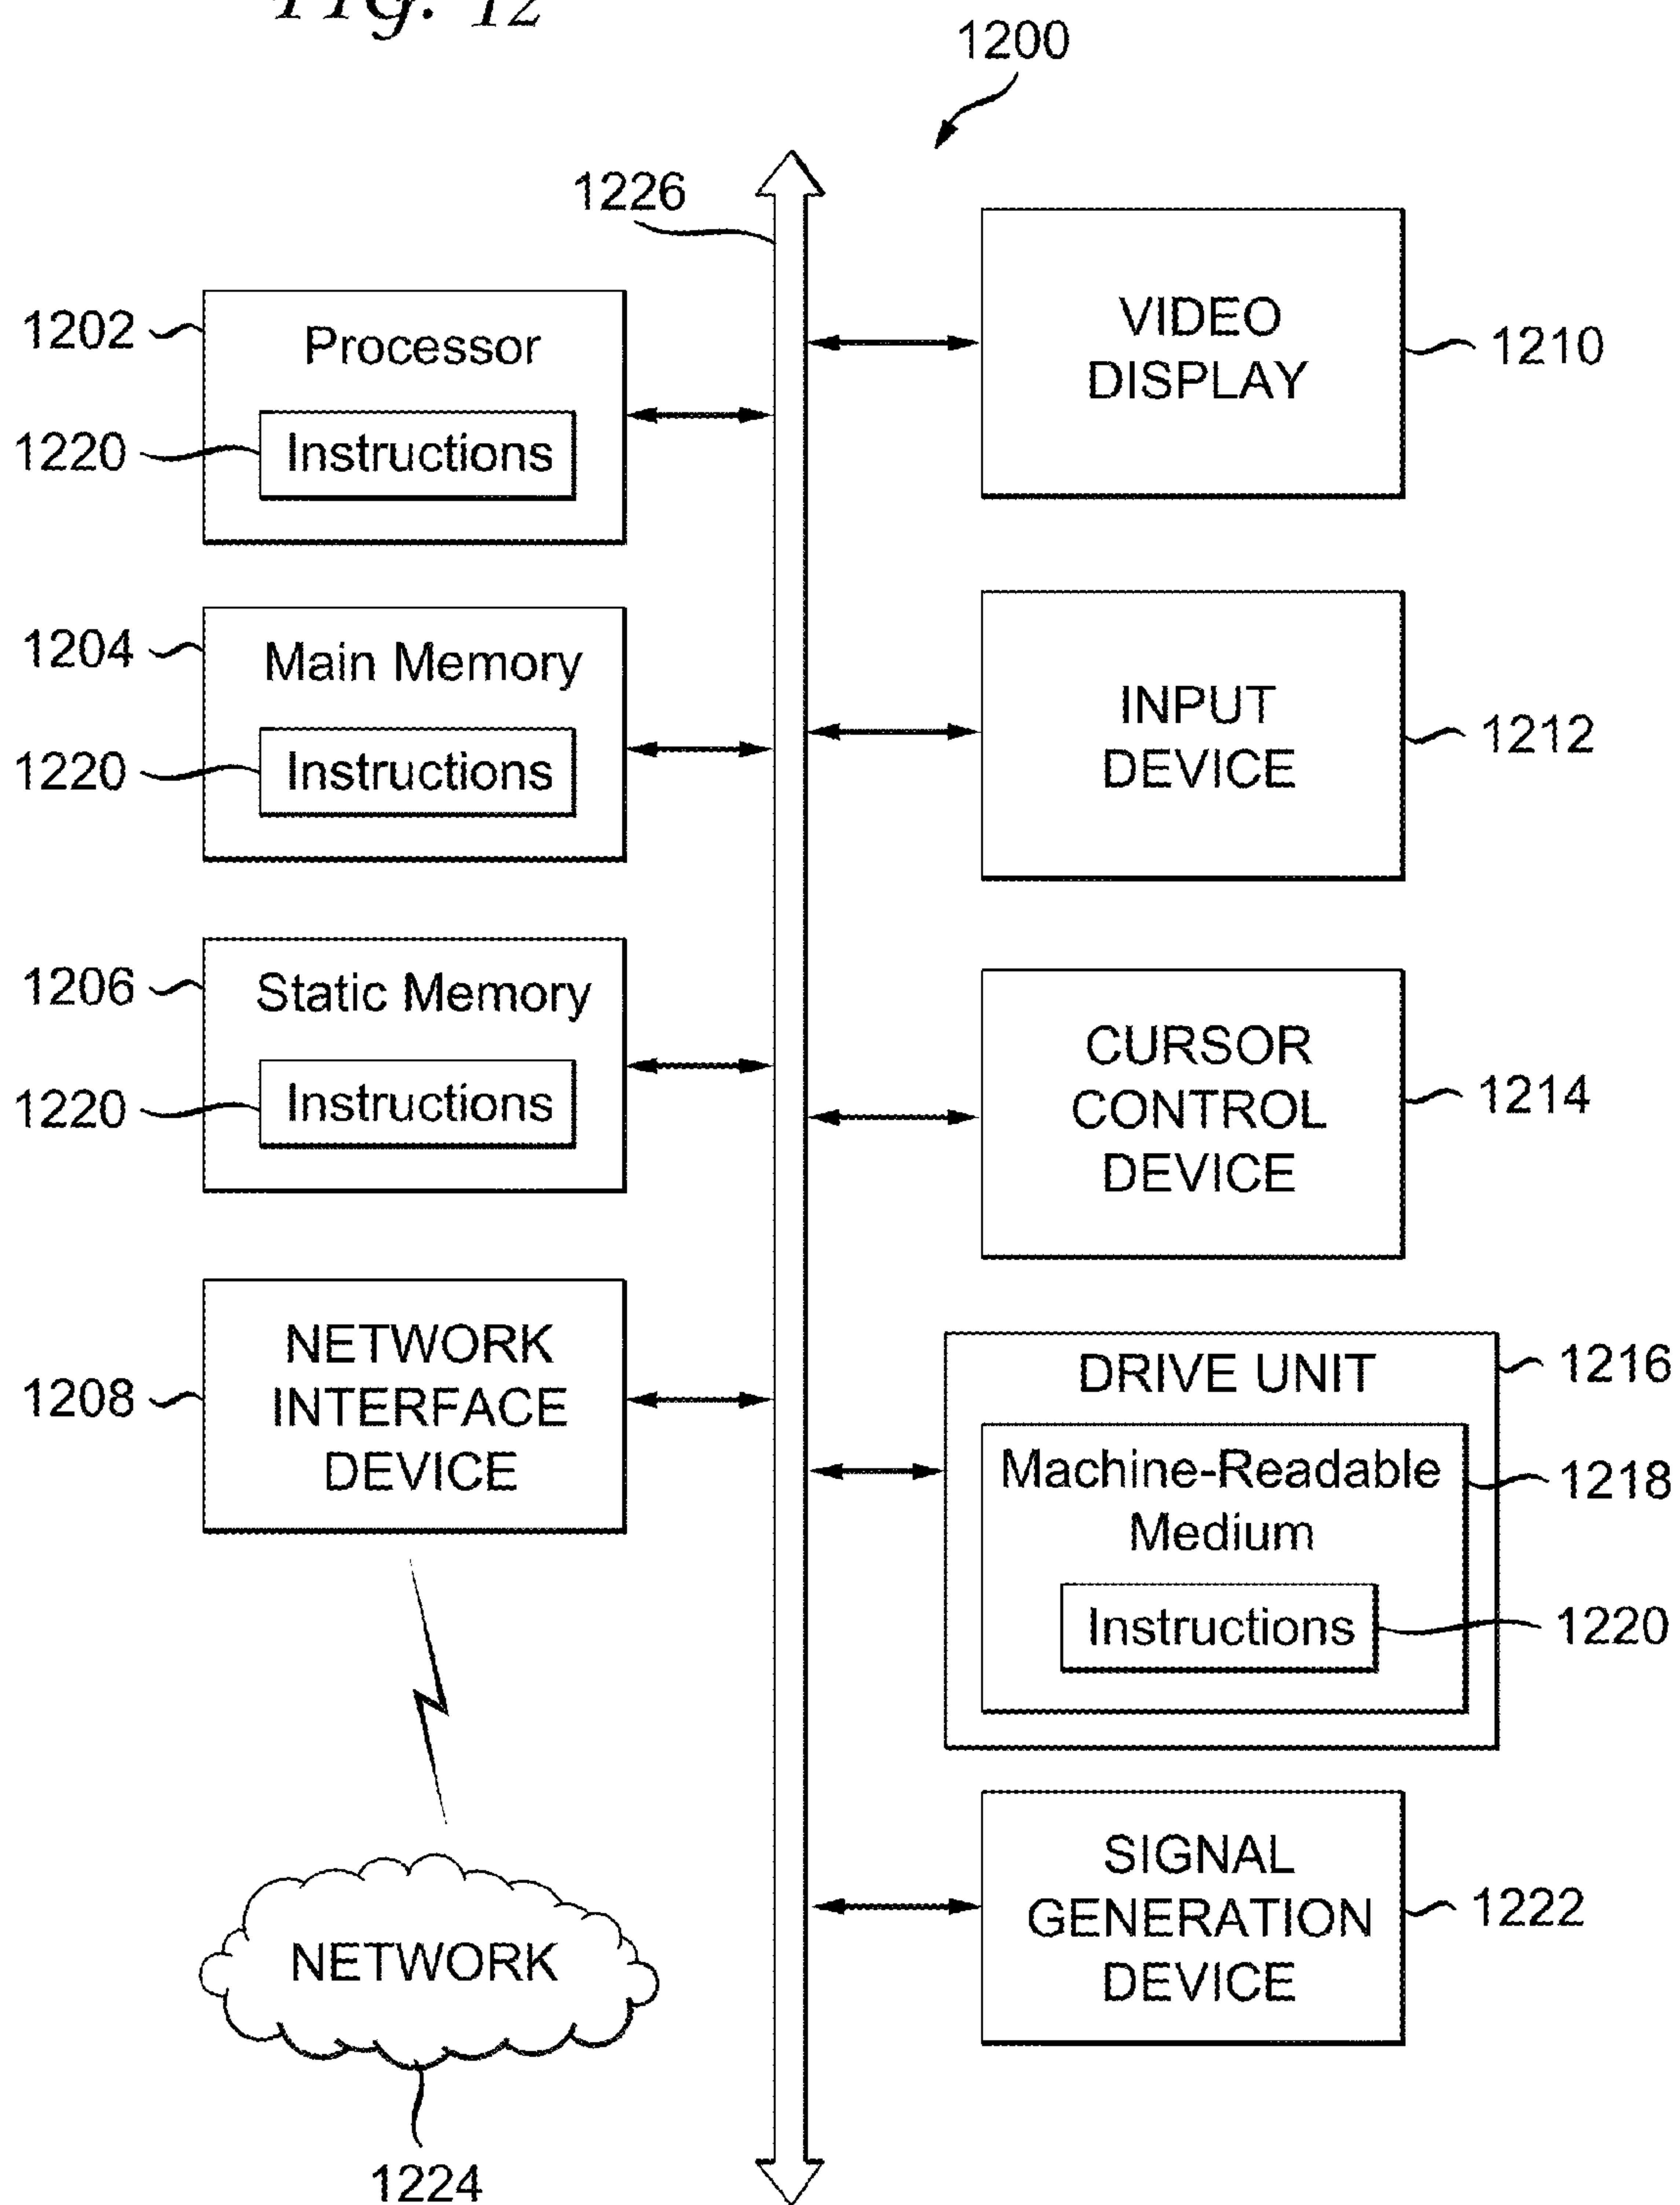 FIG. 12
1200
1226
1202
Processor
1220
Instructions
1204
Main Memory
1220
Instructions
1206
Static Memory
1220
Instructions
1208
NETWORK
INTERFACE
DEVICE
NETWORK
1224
VIDEO
DISPLAY
1210
INPUT
DEVICE
1212
CURSOR
CONTROL
DEVICE
1214
DRIVE UNIT
1216
Machine-Readable
Medium
1218
Instructions
1220
SIGNAL
GENERATION
DEVICE
1222